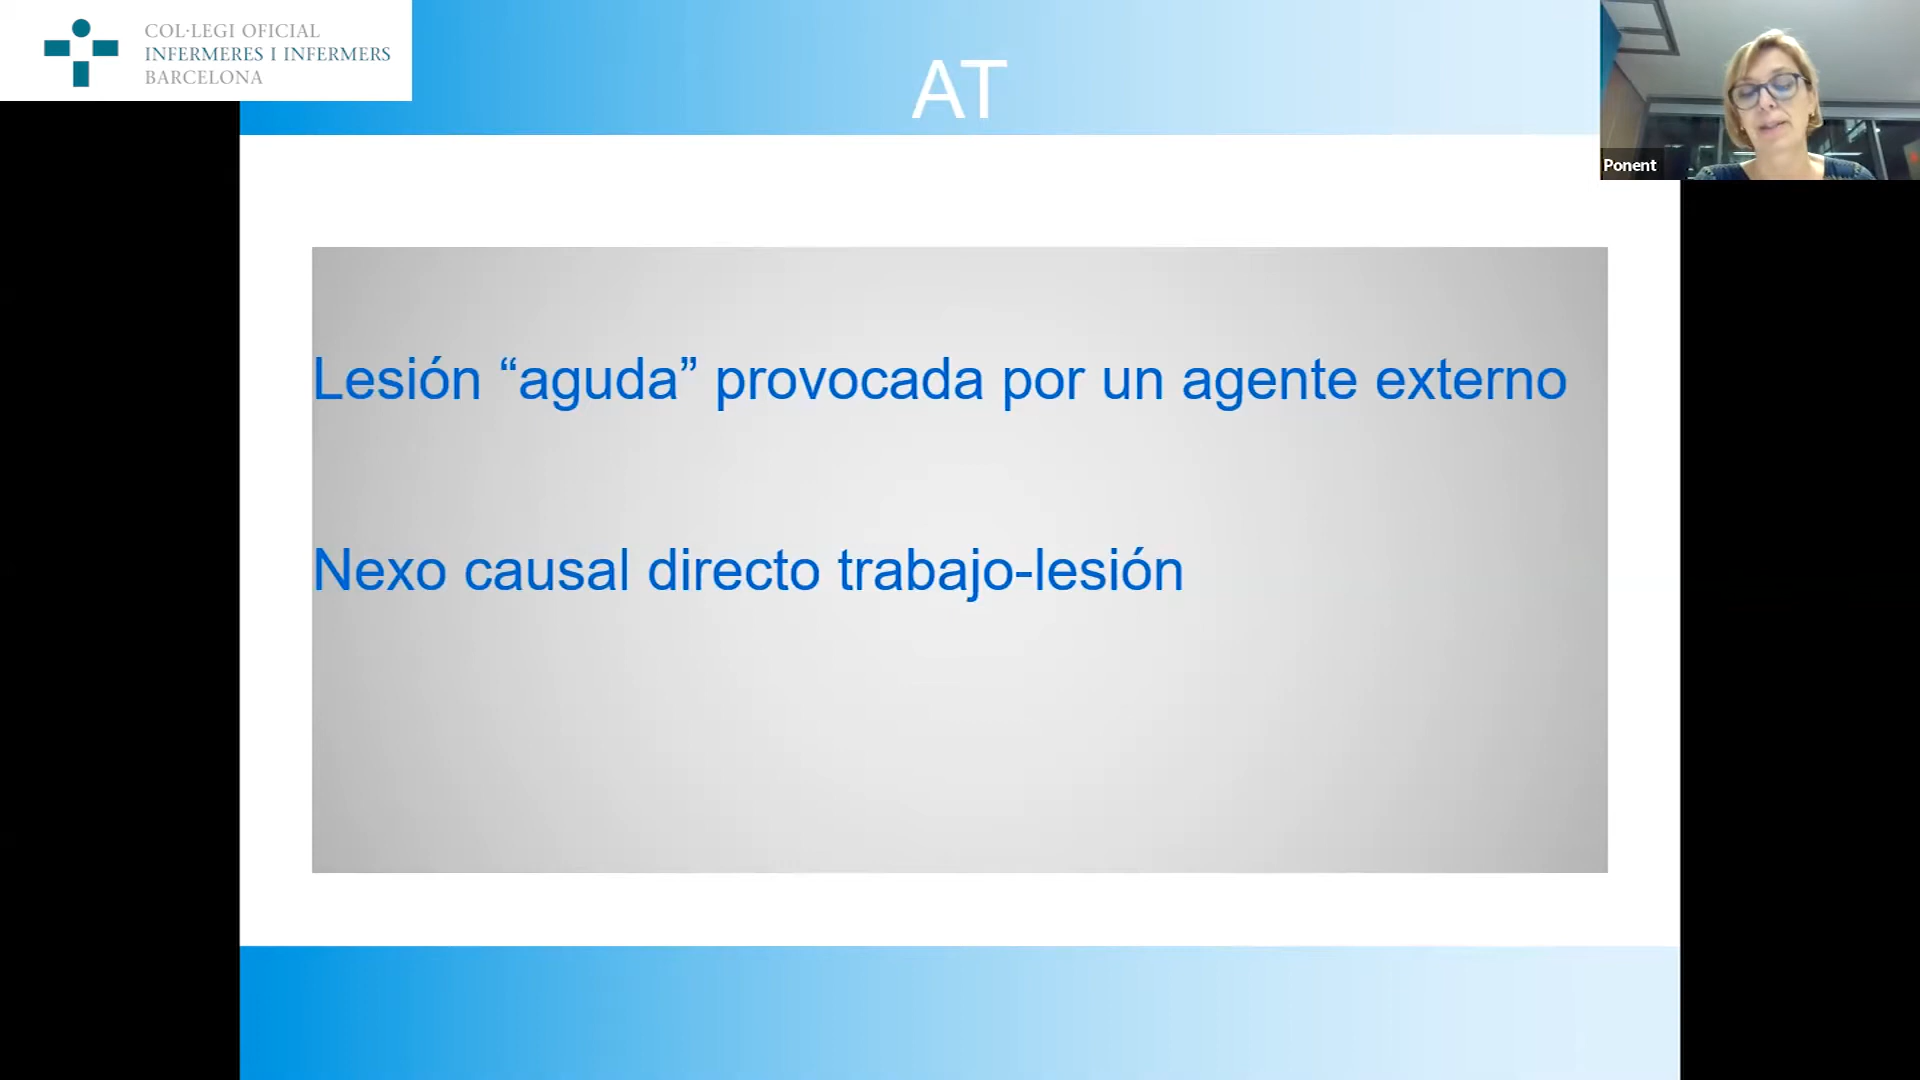 COL·LEGI OFICIAL
INFERMERES I INFERMERS
BARCELONA
AT
Ponent
Lesión “aguda” provocada por un agente externo
Nexo causal directo trabajo-lesión